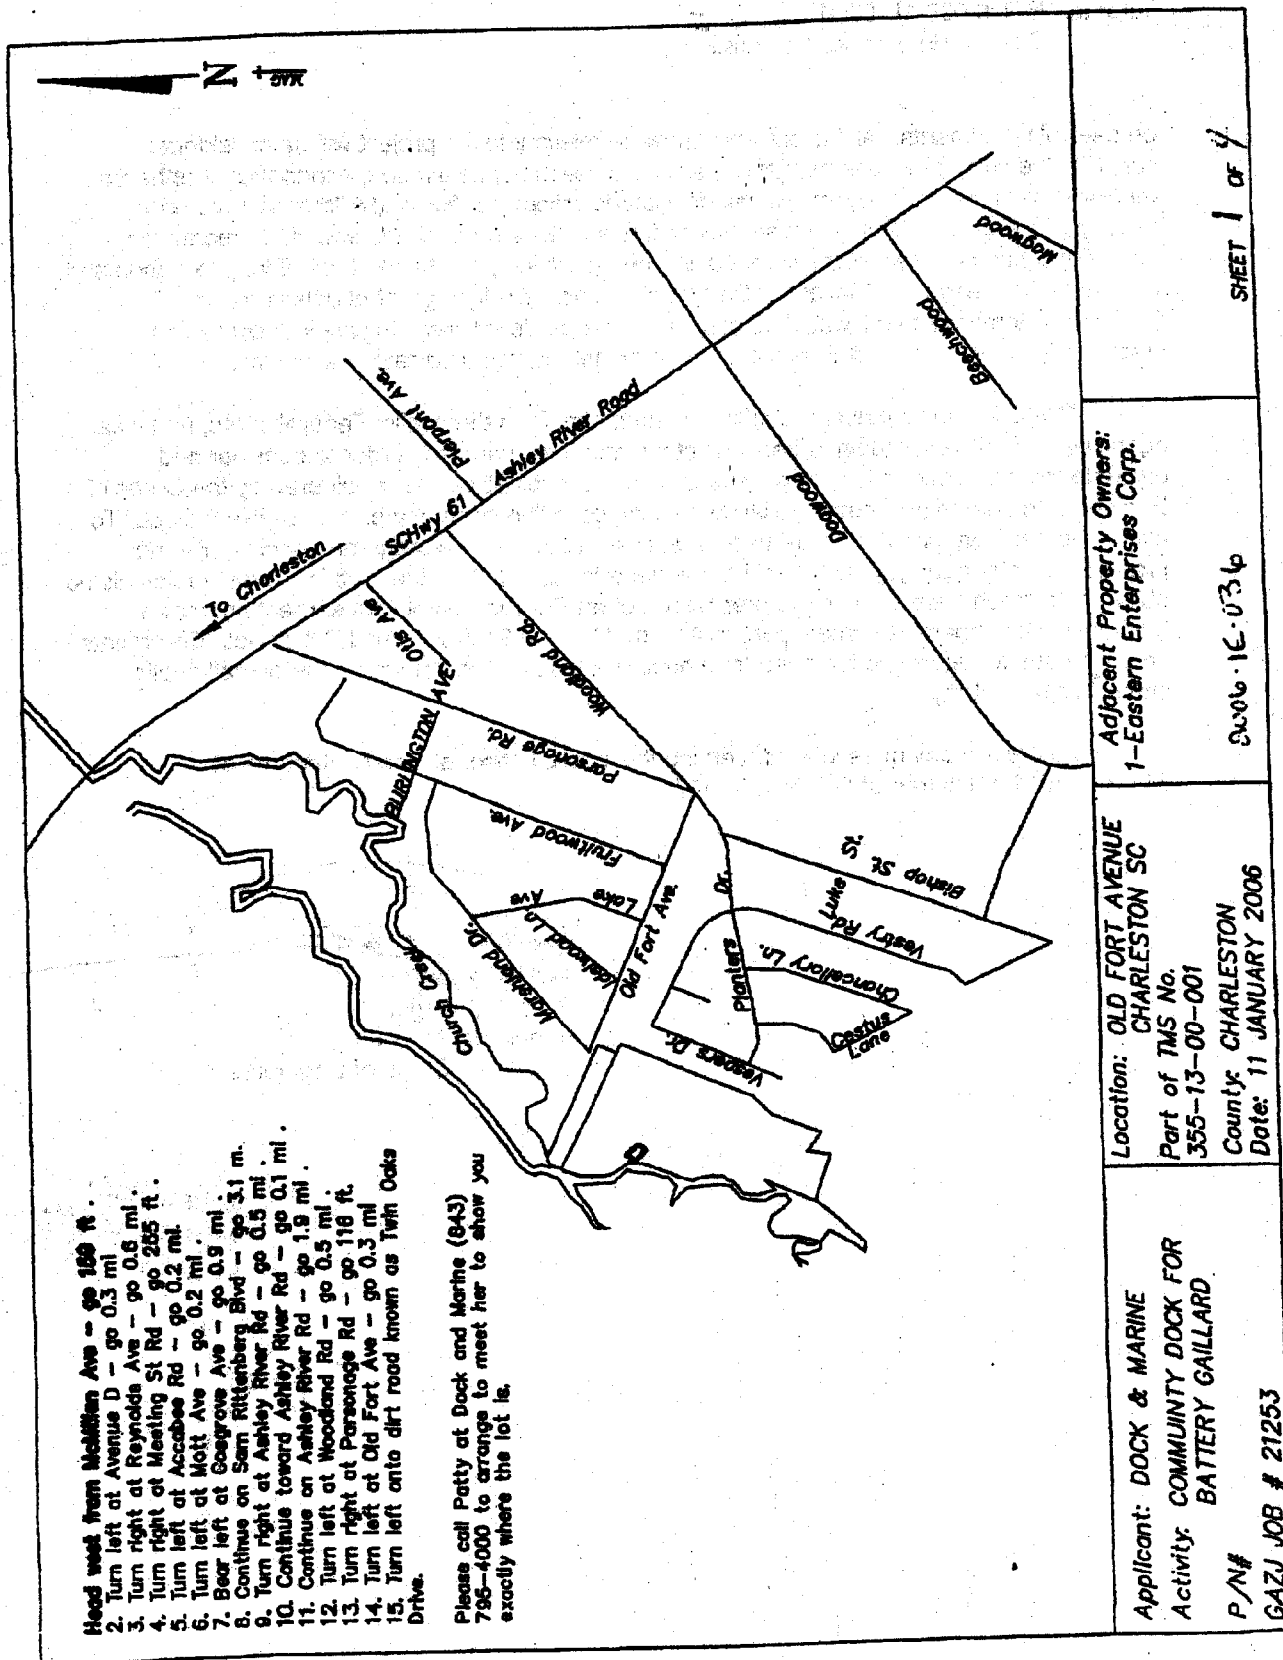 Head west from McMillan Ave - go 189 ft .
2. Turn left at Avenue D - go 0.3 mi
3. Turn right at Reynolds Ave - go 0.6 mi .
4. Turn right at Meeting St Rd - go 265 ft .
5. Turn left at Accabee Rd - go 0.2 mi.
6. Turn left at Mott Ave - go 0.2 mi .
7. Bear left at Cosgrove Ave - go 0.9 mi .
8. Continue on Sam Rittenberg Blvd - go 3.1 m.
9. Turn right at Ashley River Rd - go 0.5 mi .
10. Continue toward Ashley River Rd - go 0.1 mi .
11. Continue on Ashley River Rd - go 1.9 mi .
12. Turn left at Woodland Rd - go 0.5 mi .
13. Turn right at Parsonage Rd - go 116 ft.
14. Turn left at Old Fort Ave - go 0.3 mi
15. Turn left onto dirt road known as Twin Oaks
Drive.
Please call Patty at Dock and Marine (843)
795-4000 to arrange to meet her to show you
exactly where the lot is.
N
To Charleston
SCHwy 61
Ashley River Road
Pierpont Ave.
Otis Ave
BURLINGTON AVE
Woodland Rd.
Parsonage Rd.
Fruitwood Ave.
Lake Ave
Idelwood Ln.
Marshland Dr.
Church Creek
Old Fort Ave.
Planters Dr.
Bishop St.
St. Luke
Vestry Rd
Chancellory Ln.
Cestus
Lane
Vespers Dr.
Dogwood
Beechwood
Magwood
Applicant: DOCK & MARINE
Activity: COMMUINTY DOCK FOR
BATTERY GAILLARD
P/N#
GAZJ JOB # 21253
Location: OLD FORT AVENUE
CHARLESTON SC
Part of TMS No.
355-13-00-001
County: CHARLESTON
Date: 11 JANUARY 2006
Adjacent Property Owners:
1-Eastern Enterprises Corp.
2006-1E-036
SHEET 1 OF 4